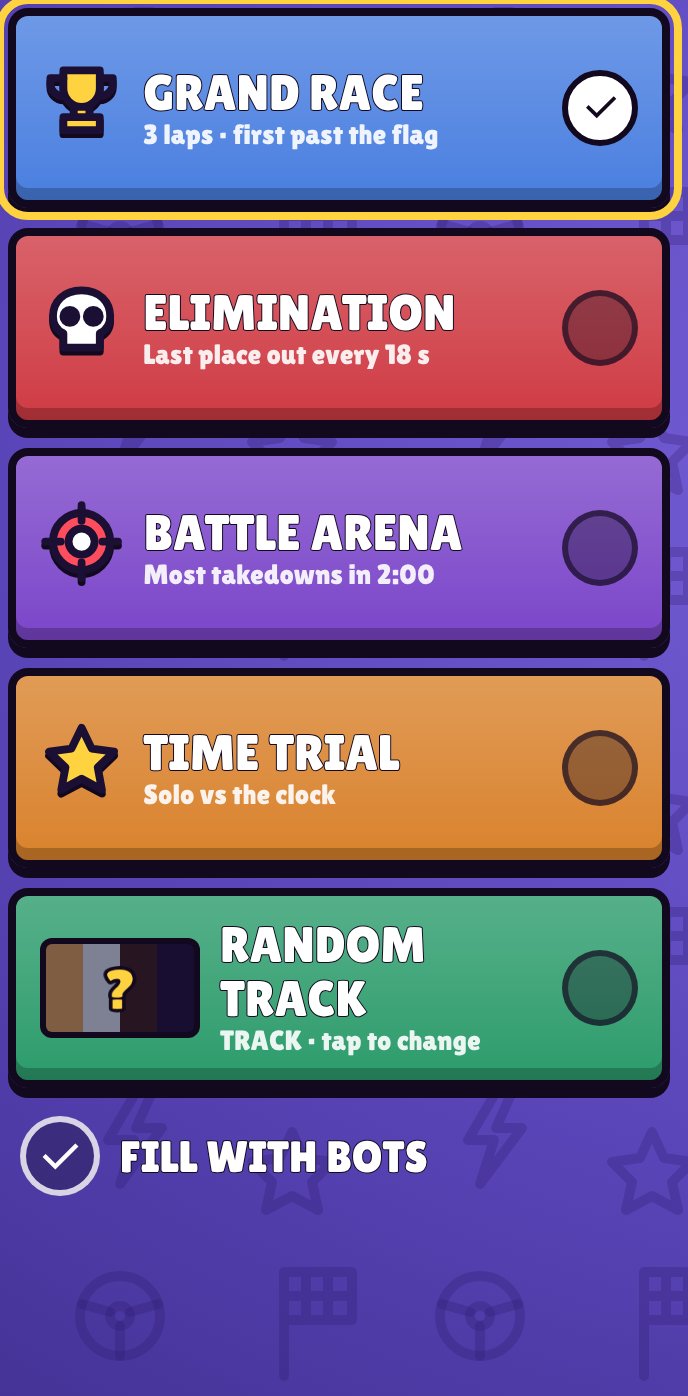 GRAND RACE
3 laps · first past the flag
ELIMINATION
Last place out every 18 s
BATTLE ARENA
Most takedowns in 2:00
TIME TRIAL
Solo vs the clock
?
RANDOM
TRACK
TRACK · tap to change
FILL WITH BOTS